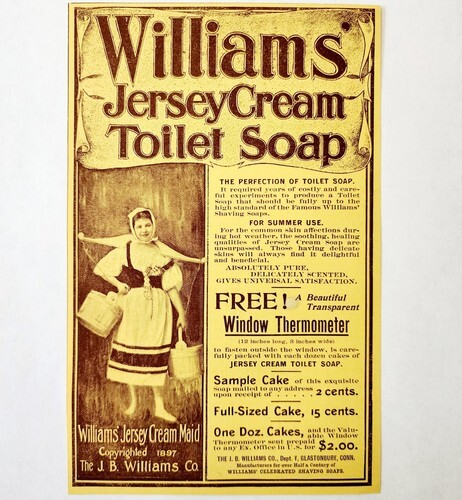 Williams'
Jersey Cream
Toilet Soap
THE PERFECTION OF TOILET SOAP.
It required years of costly and care-
ful experiments to produce a Toilet
Soap that should be fully up to the
high standard of the Famous Williams'
Shaving Soaps.
FOR SUMMER USE.
For the common skin affections dur-
ing hot weather, the soothing, healing
qualities of Jersey Cream Soap are
unsurpassed. Those having delicate
skins will always find it delightful
and beneficial.
ABSOLUTELY PURE,
DELICATELY SCENTED,
GIVES UNIVERSAL SATISFACTION.
FREE! A Beautiful
Transparent
Window Thermometer
(12 inches long, 3 inches wide)
to fasten outside the window, is care-
fully packed with each dozen cakes of
JERSEY CREAM TOILET SOAP.
Sample Cake of this exquisite
Soap mailed to any address
upon receipt of . . . . . 2 cents.
Full-Sized Cake, 15 cents.
One Doz. Cakes, and the Valu-
able Window
Thermometer sent prepaid
to any Ex. Office in U.S. for $2.00.
THE J. B. WILLIAMS CO., Dept. F, GLASTONBURY, CONN.
Manufacturers for over Half a Century of
WILLIAMS' CELEBRATED SHAVING SOAPS.
Williams' Jersey Cream Maid
Copyrighted 1897
The J. B. Williams Co.